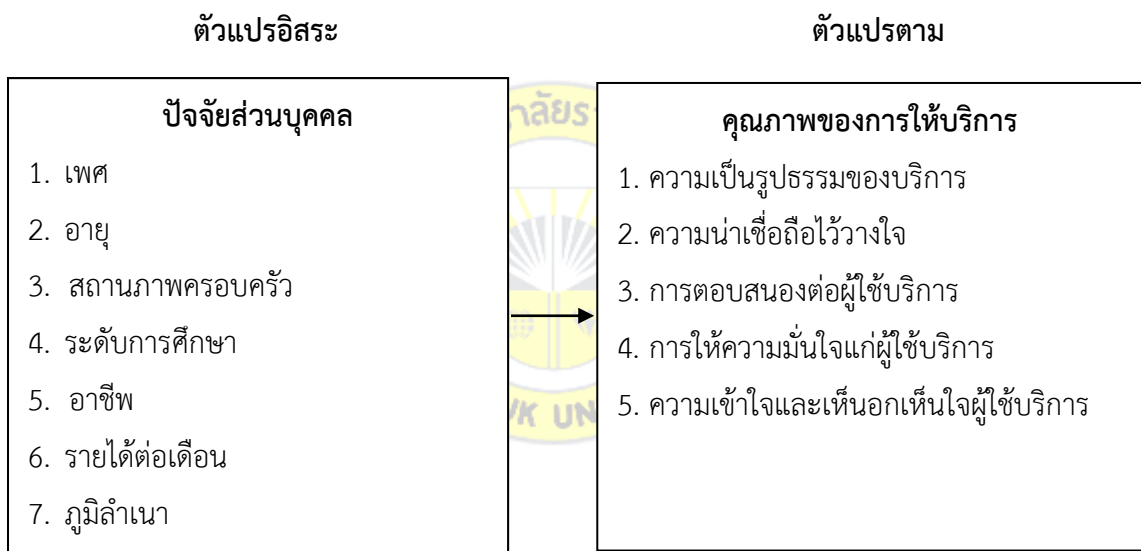 ตัวแปรอิสระ
ตัวแปรตาม
ปัจจัยส่วนบุคคล
1. เพศ
2. อายุ
3. สถานภาพครอบครัว
4. ระดับการศึกษา
5. อาชีพ
6. รายได้ต่อเดือน
7. ภูมิลำเนา
คุณภาพของการให้บริการ
1. ความเป็นรูปธรรมของบริการ
2. ความน่าเชื่อถือไว้วางใจ
3. การตอบสนองต่อผู้ใช้บริการ
4. การให้ความมั่นใจแก่ผู้ใช้บริการ
5. ความเข้าใจและเห็นอกเห็นใจผู้ใช้บริการ